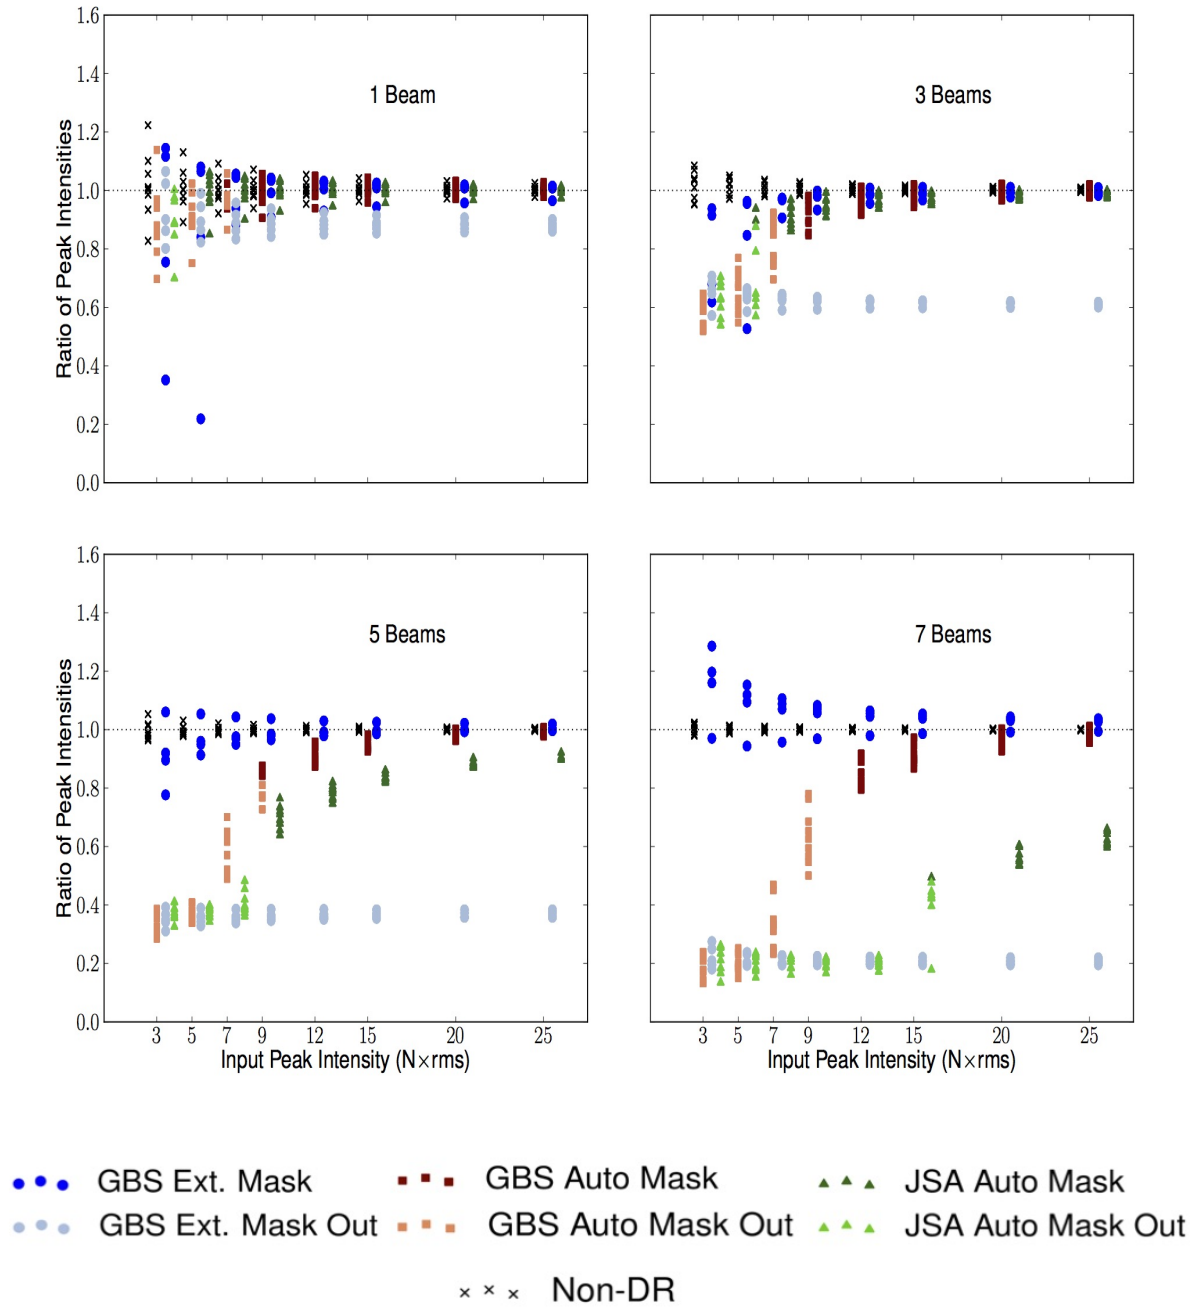 1.6
1.4
1.2
1.0
0.8
0.6
0.4
0.2
0.0
Ratio of Peak Intensities
1 Beam
3 Beams
1.6
1.4
1.2
1.0
0.8
0.6
0.4
0.2
0.0
Ratio of Peak Intensities
5 Beams
7 Beams
3 5 7 9 12 15 20 25
Input Peak Intensity (N×rms)
3 5 7 9 12 15 20 25
Input Peak Intensity (N×rms)
GBS Ext. Mask
GBS Auto Mask
JSA Auto Mask
GBS Ext. Mask Out
GBS Auto Mask Out
JSA Auto Mask Out
Non-DR